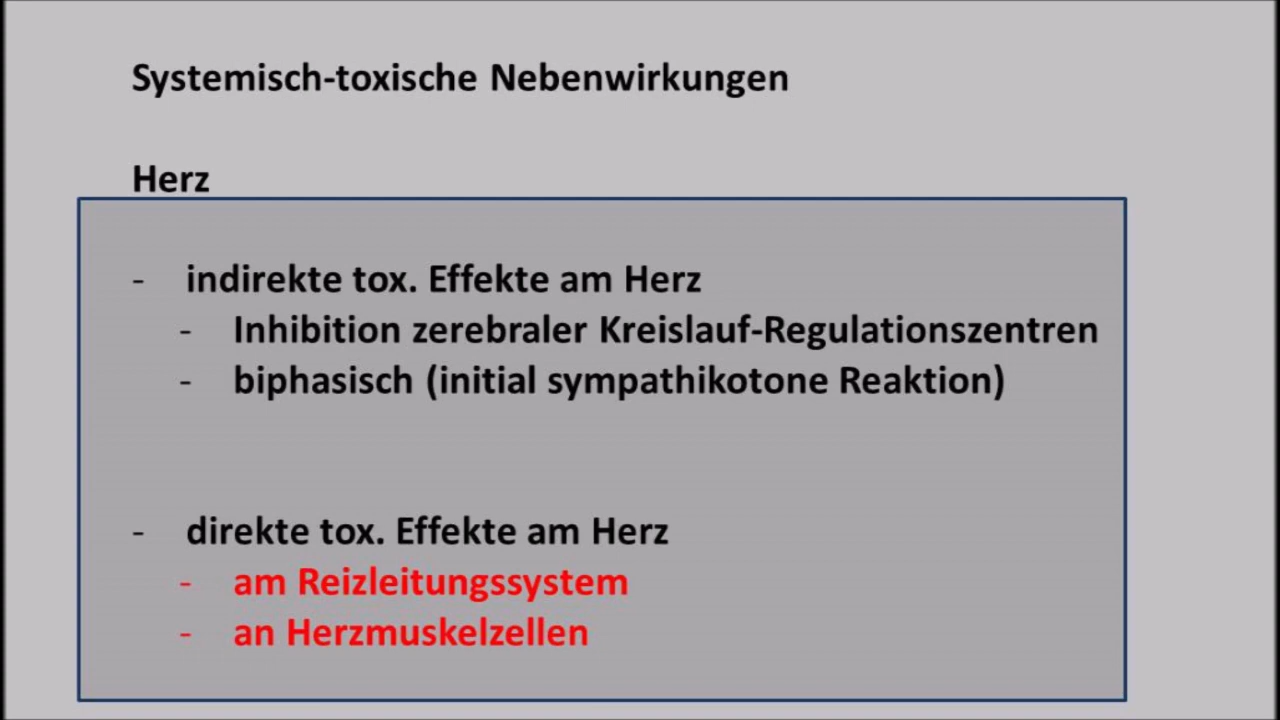 Systemisch-toxische Nebenwirkungen
Herz
- indirekte tox. Effekte am Herz
- Inhibition zerebraler Kreislauf-Regulationszentren
- biphasisch (initial sympathikotone Reaktion)
- direkte tox. Effekte am Herz
- am Reizleitungssystem
- an Herzmuskelzellen